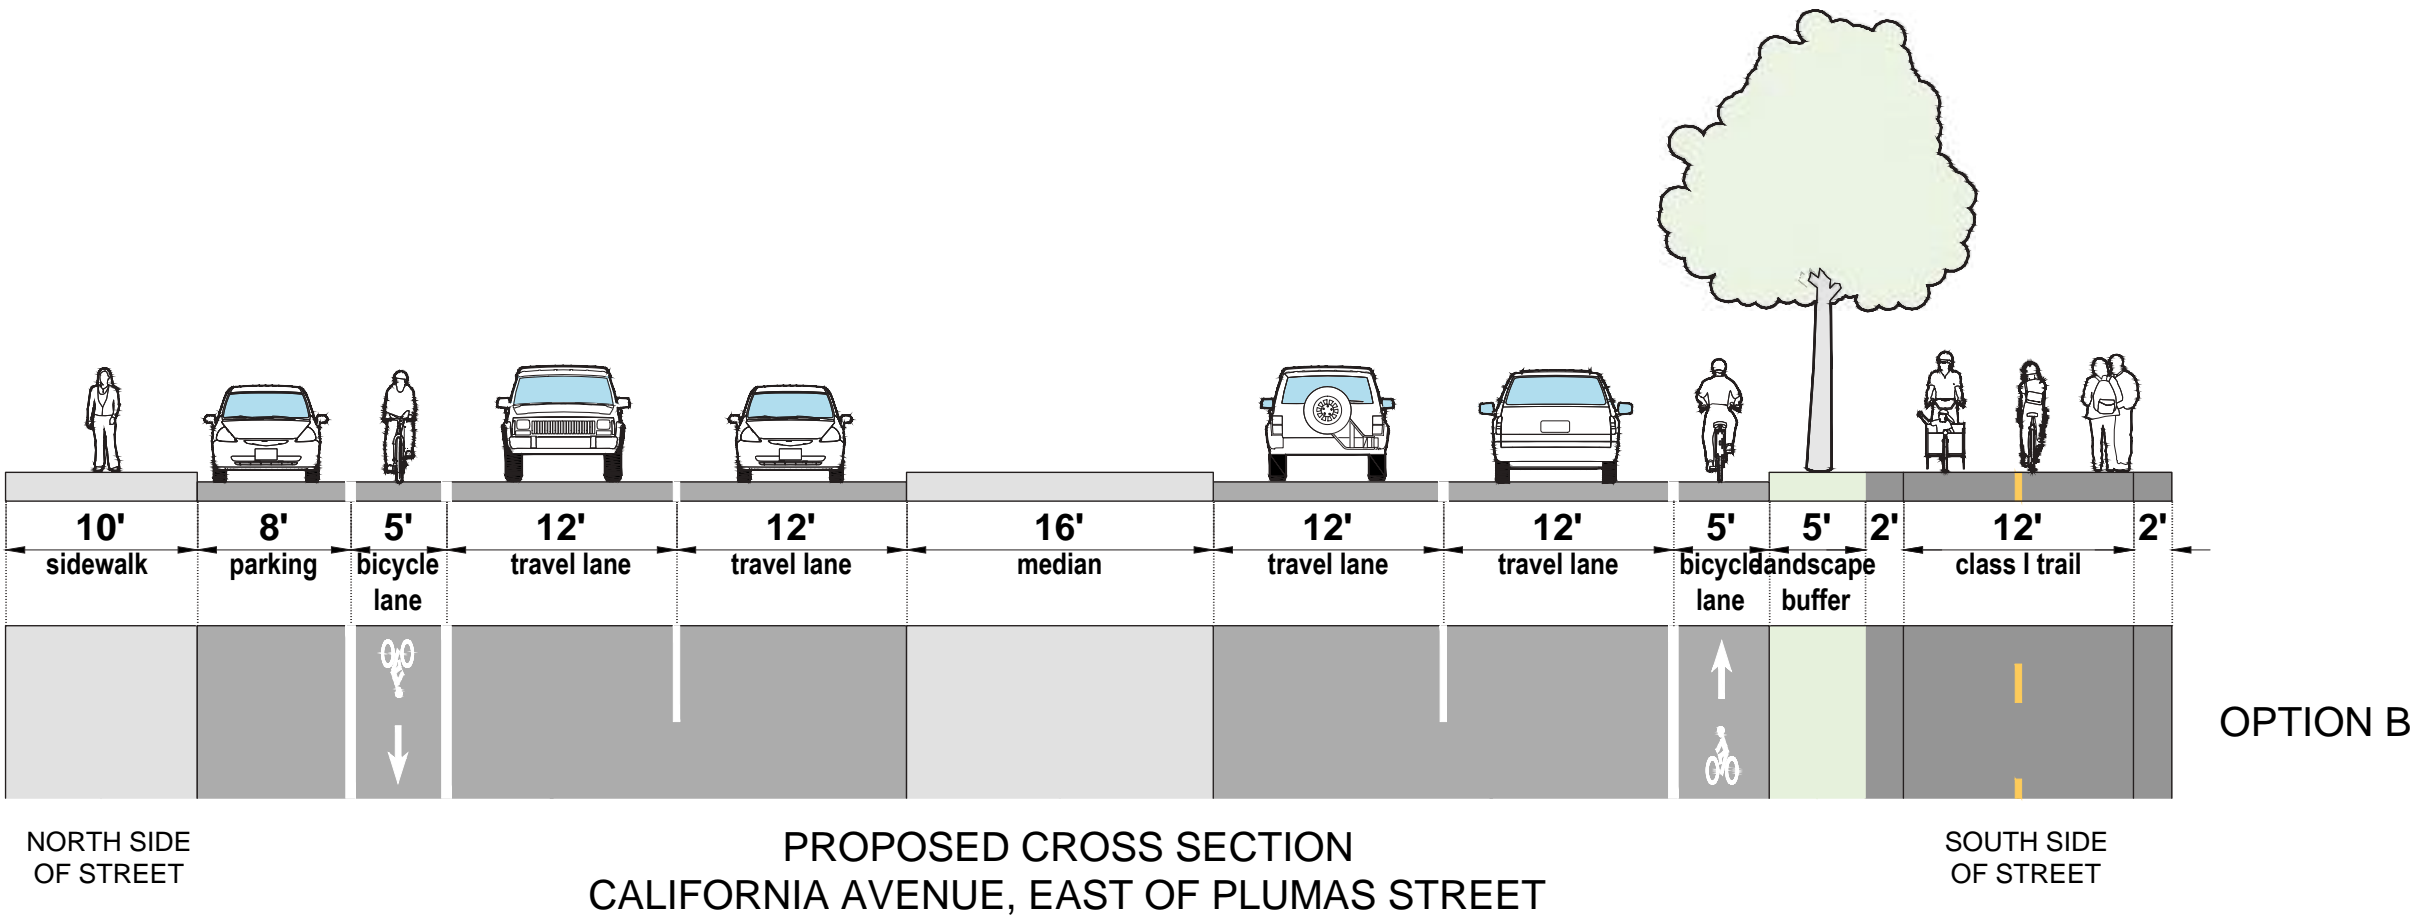 10' 8' 5' 12' 12' 16' 12' 12' 5' 5' 2' 12' 2'
sidewalk parking bicycle travel lane travel lane median travel lane travel lane bicycle landscape class I trail
lane lane buffer
OPTION B
NORTH SIDE
OF STREET
PROPOSED CROSS SECTION
CALIFORNIA AVENUE, EAST OF PLUMAS STREET
SOUTH SIDE
OF STREET